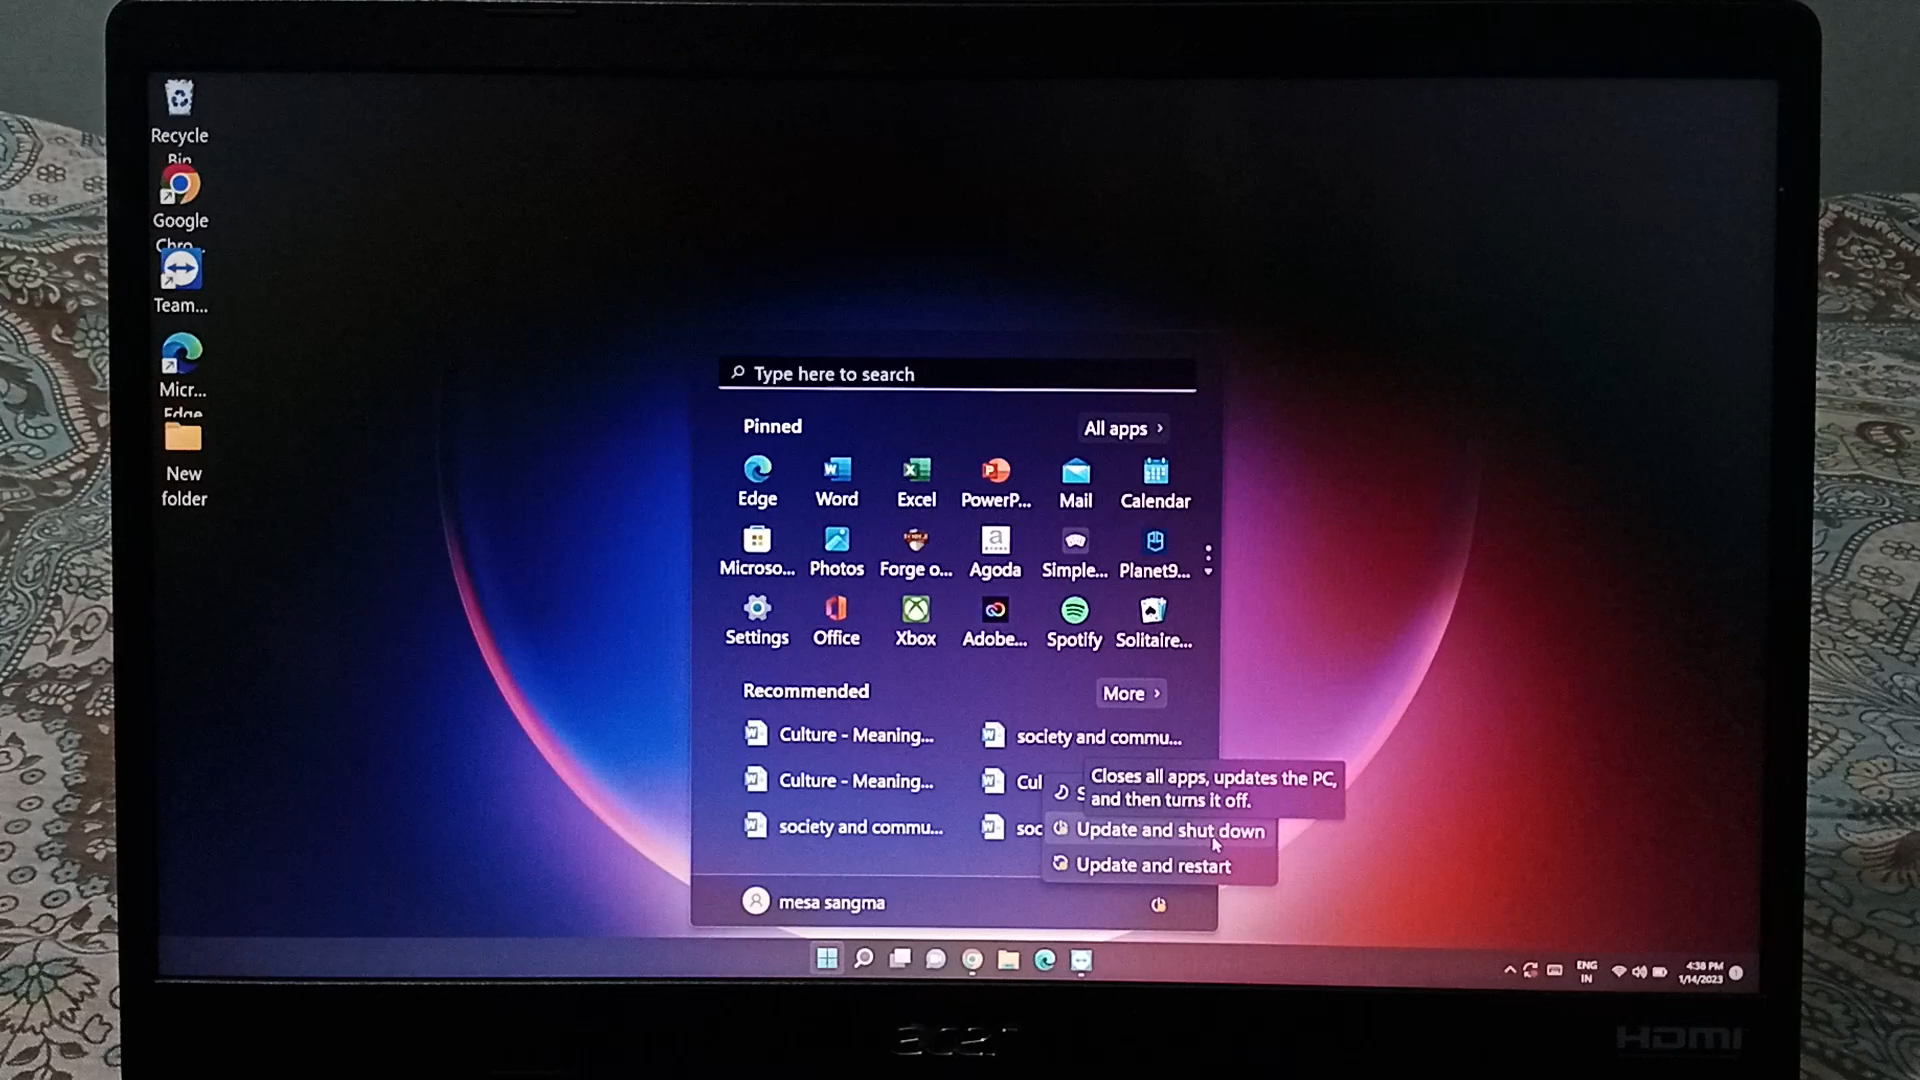 Recycle
Bin
Google
Chro...
Team...
Micr...
Edge
New
folder
Type here to search
Pinned
All apps
Edge
Word
Excel
PowerP...
Mail
Calendar
Microso...
Photos
Forge o...
Agoda
Simple...
Planet9...
Settings
Office
Xbox
Adobe...
Spotify
Solitaire...
Recommended
More
Culture - Meaning...
society and commu...
Culture - Meaning...
Cul
society and commu...
soc
Closes all apps, updates the PC,
and then turns it off.
S
Update and shut down
Update and restart
mesa sangma
ENG
IN
4:38 PM
1/14/2023
acer
HDMI